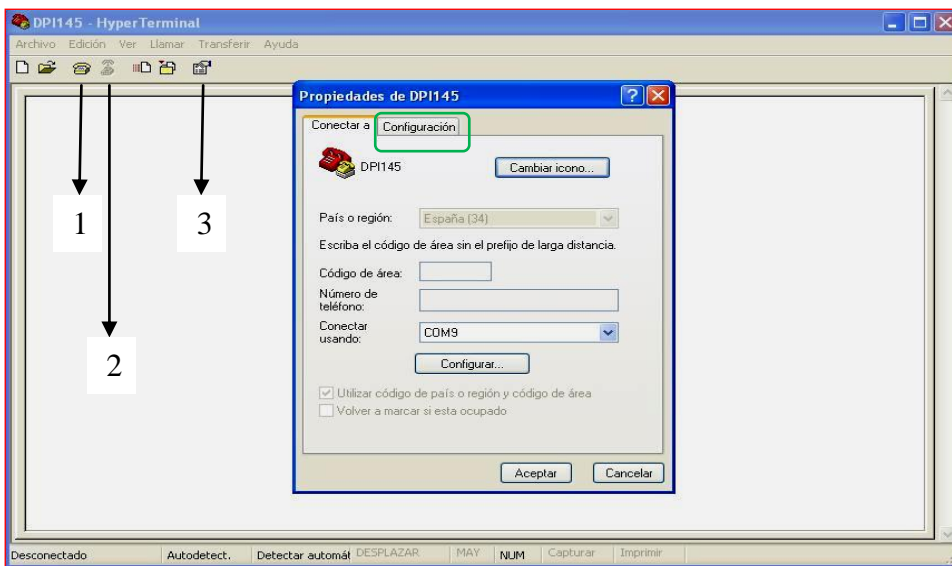 DPI145 - HyperTerminal
Archivo Edición Ver Llamar Transferir Ayuda
Propiedades de DPI145
Conectar a Configuración
DPI145 Cambiar icono...
País o región: España (34)
Escriba el código de área sin el prefijo de larga distancia.
Código de área:
Número de
teléfono:
Conectar
usando: COM9
Configurar...
Utilizar código de país o región y código de área
Volver a marcar si esta ocupado
Aceptar Cancelar
1
3
2
Desconectado Autodetect. Detectar automát DESPLAZAR MAY NUM Capturar Imprimir